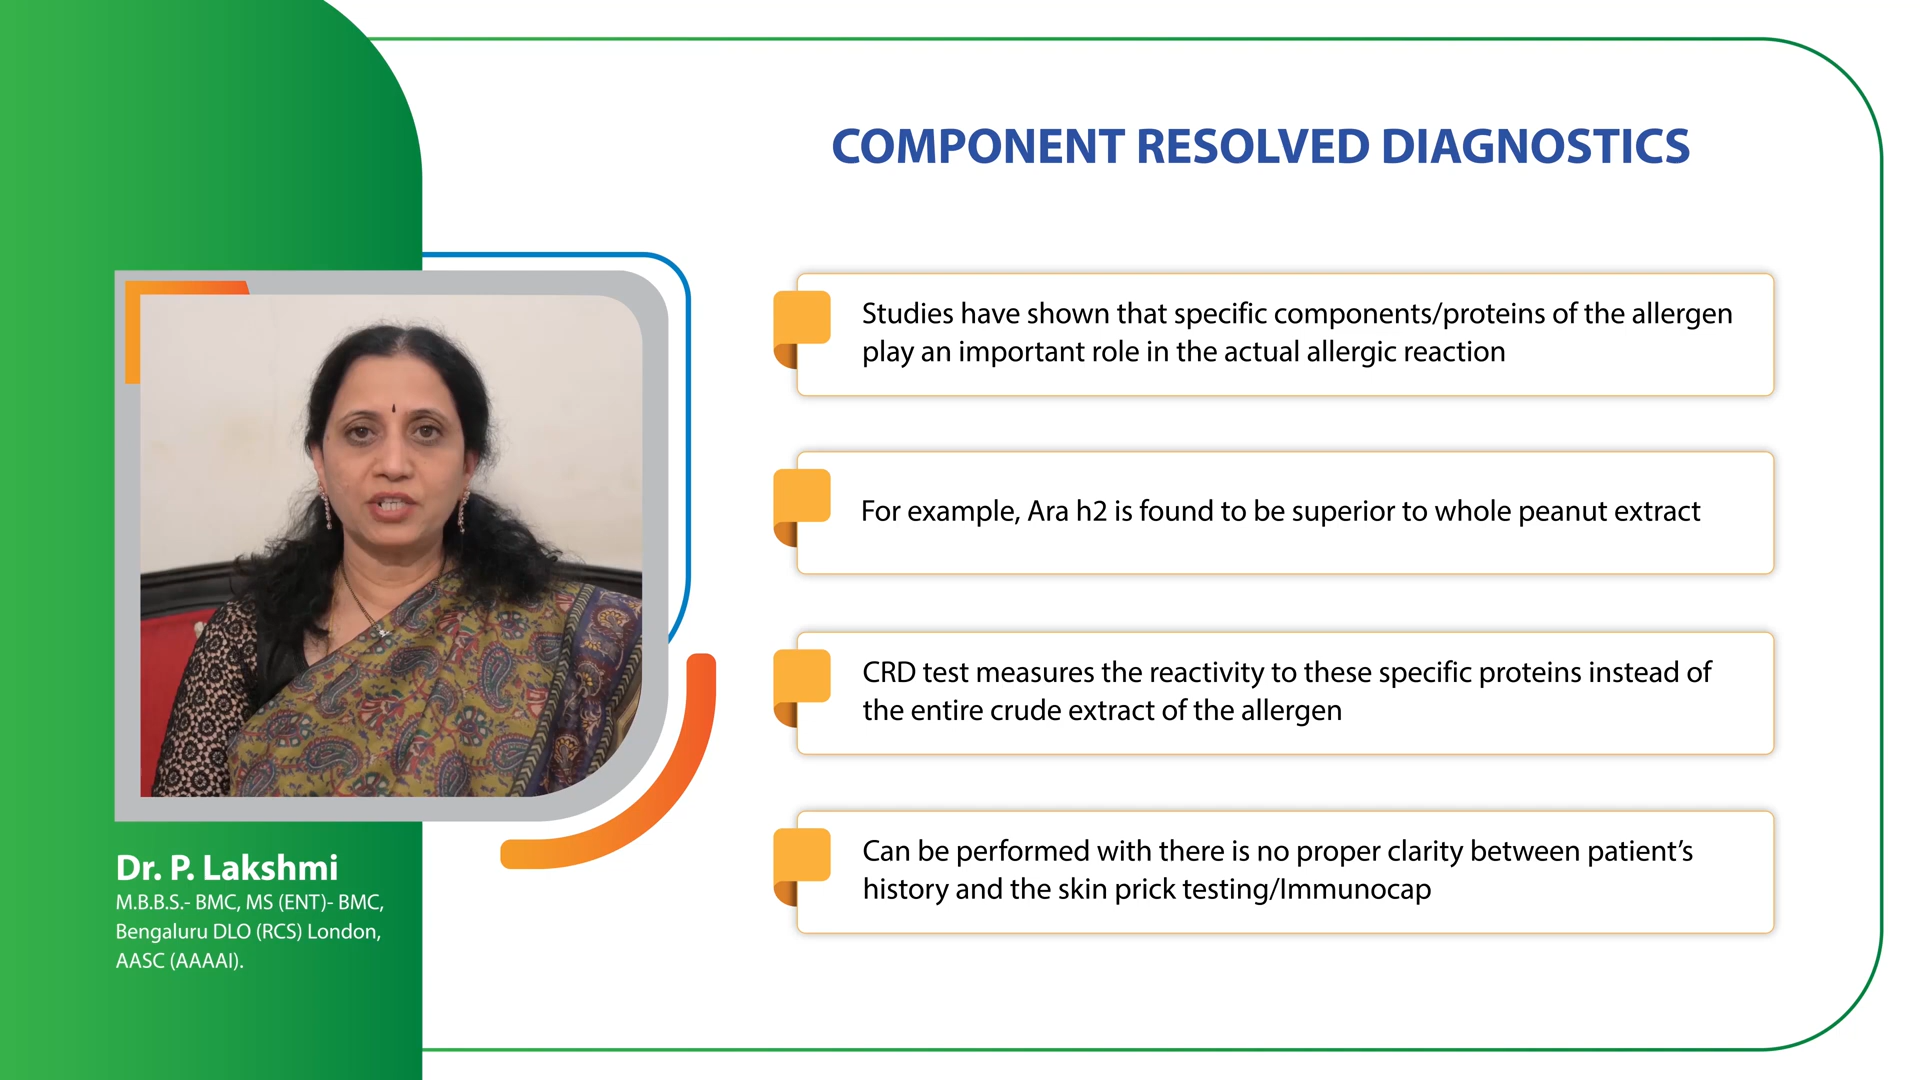 COMPONENT RESOLVED DIAGNOSTICS
Studies have shown that specific components/proteins of the allergen
play an important role in the actual allergic reaction
For example, Ara h2 is found to be superior to whole peanut extract
CRD test measures the reactivity to these specific proteins instead of
the entire crude extract of the allergen
Can be performed with there is no proper clarity between patient’s
history and the skin prick testing/Immunocap
Dr. P. Lakshmi
M.B.B.S.- BMC, MS (ENT)- BMC,
Bengaluru DLO (RCS) London,
AASC (AAAAI).